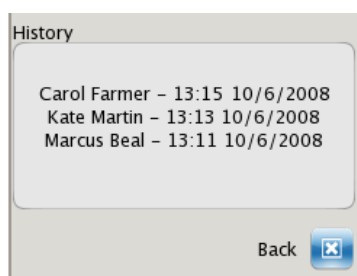 History
Carol Farmer – 13:15 10/6/2008
Kate Martin – 13:13 10/6/2008
Marcus Beal – 13:11 10/6/2008
Back